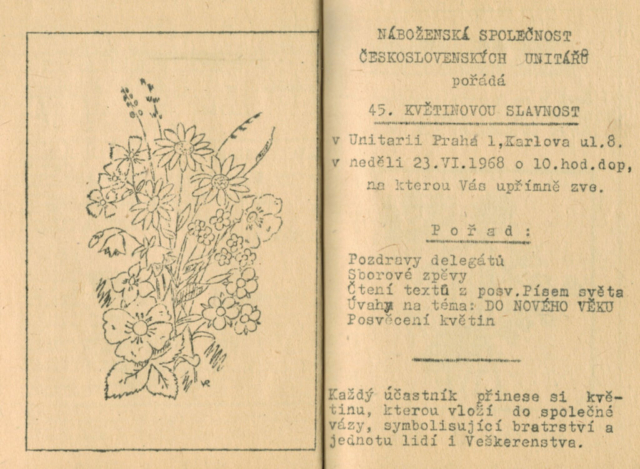 NÁBOŽENSKÁ SPOLEČNOST
ČESKOSLOVENSKÝCH UNITÁŘŮ
pořádá
45. KVĚTINOVOU SLAVNOST
v Unitarii Prahá 1,Karlova ul.8.
v neděli 23.VI.1968 o 10.hod.dop,
na kterou Vás upřímně zve.
Pořad:
Pozdravy delegátů
Sborové zpěvy
Čtení textů z posv.Písem světa
Úvahy na téma: DO NOVÉHO VĚKU
Posvěcení květin
Každý účastník přinese si kvě-
tinu, kterou vloží do společné
vázy, symbolisující bratrství a
jednotu lidí i Veškerenstva.